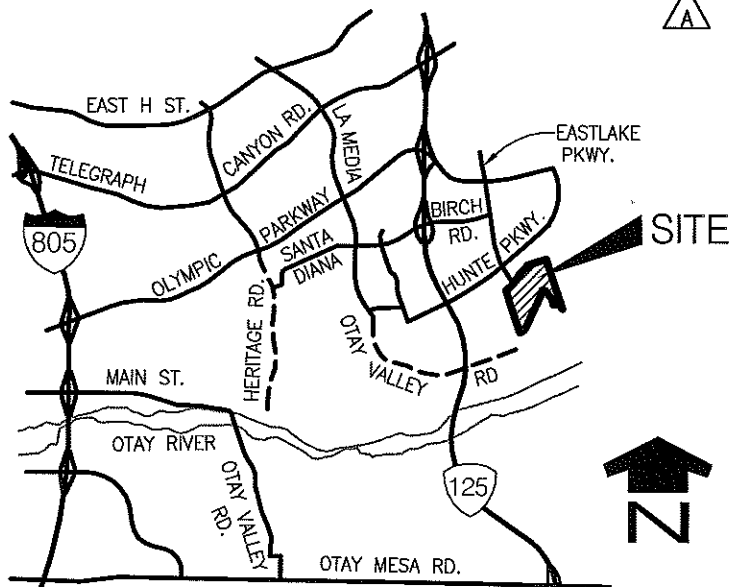 A
EAST H ST.
TELEGRAPH
CANYON RD.
LA MEDIA
EASTLAKE
PKWY.
805
OLYMPIC
PARKWAY
BIRCH
RD.
SITE
SANTA
DIANA
HUNTE PKWY.
HERITAGE RD.
OTAY
VALLEY
RD
MAIN ST.
OTAY RIVER
OTAY VALLEY
RD.
125
N
OTAY MESA RD.